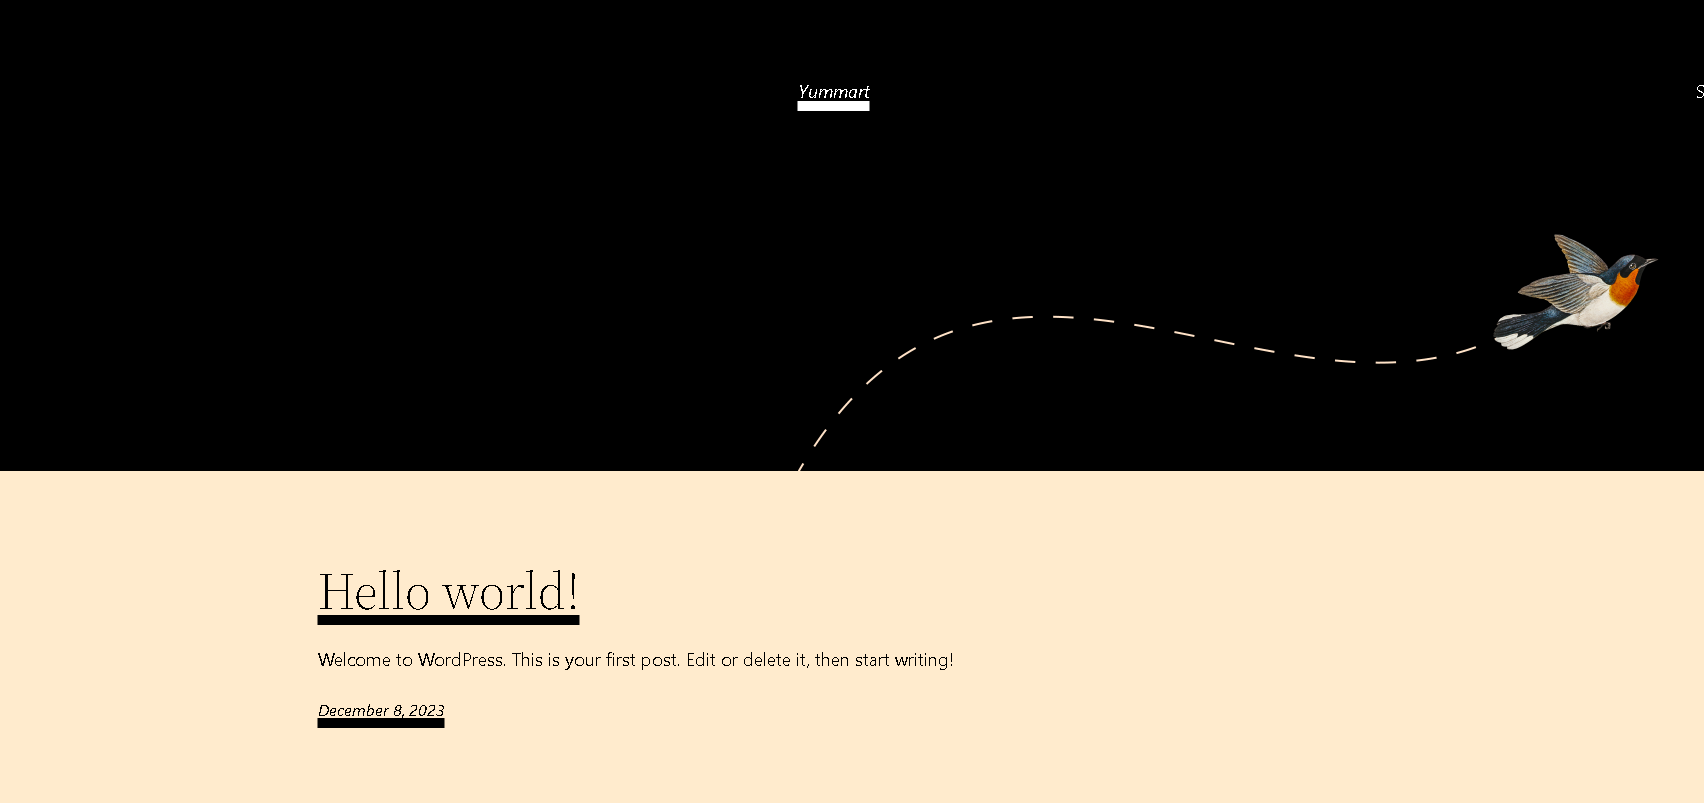 Yummart
Hello world!
Welcome to WordPress. This is your first post. Edit or delete it, then start writing!
December 8, 2023